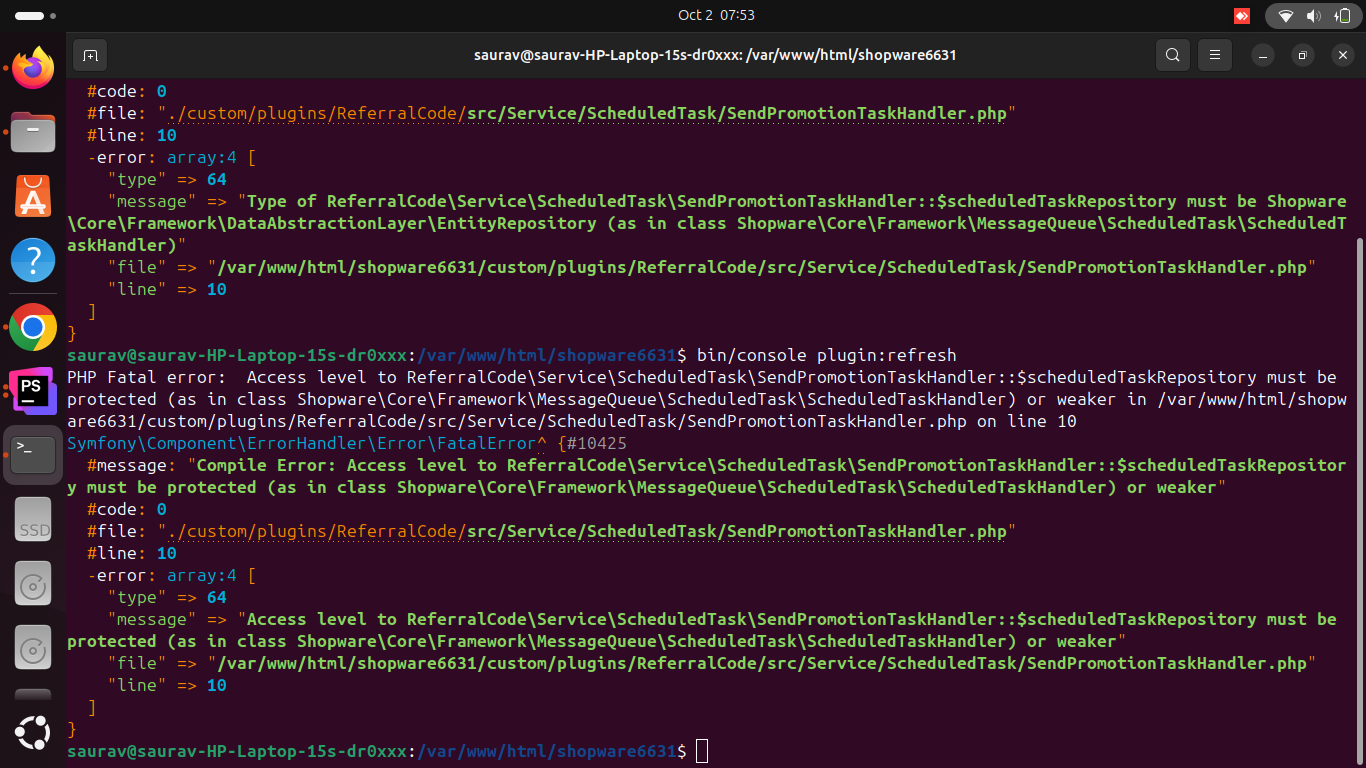 Oct 2 07:53
saurav@saurav-HP-Laptop-15s-dr0xxx: /var/www/html/shopware6631
#code: 0
#file: "./custom/plugins/ReferralCode/src/Service/ScheduledTask/SendPromotionTaskHandler.php"
#line: 10
-error: array:4 [
"type" => 64
"message" => "Type of ReferralCode\Service\ScheduledTask\SendPromotionTaskHandler::$scheduledTaskRepository must be Shopware
\Core\Framework\DataAbstractionLayer\EntityRepository (as in class Shopware\Core\Framework\MessageQueue\ScheduledTask\ScheduledT
askHandler)"
"file" => "/var/www/html/shopware6631/custom/plugins/ReferralCode/src/Service/ScheduledTask/SendPromotionTaskHandler.php"
"line" => 10
]
}
saurav@saurav-HP-Laptop-15s-dr0xxx:/var/www/html/shopware6631$ bin/console plugin:refresh
PHP Fatal error:  Access level to ReferralCode\Service\ScheduledTask\SendPromotionTaskHandler::$scheduledTaskRepository must be
protected (as in class Shopware\Core\Framework\MessageQueue\ScheduledTask\ScheduledTaskHandler) or weaker in /var/www/html/shopw
are6631/custom/plugins/ReferralCode/src/Service/ScheduledTask/SendPromotionTaskHandler.php on line 10
Symfony\Component\ErrorHandler\Error\FatalError^ {#10425
#message: "Compile Error: Access level to ReferralCode\Service\ScheduledTask\SendPromotionTaskHandler::$scheduledTaskRepositor
y must be protected (as in class Shopware\Core\Framework\MessageQueue\ScheduledTask\ScheduledTaskHandler) or weaker"
#code: 0
#file: "./custom/plugins/ReferralCode/src/Service/ScheduledTask/SendPromotionTaskHandler.php"
#line: 10
-error: array:4 [
"type" => 64
"message" => "Access level to ReferralCode\Service\ScheduledTask\SendPromotionTaskHandler::$scheduledTaskRepository must be
protected (as in class Shopware\Core\Framework\MessageQueue\ScheduledTask\ScheduledTaskHandler) or weaker"
"file" => "/var/www/html/shopware6631/custom/plugins/ReferralCode/src/Service/ScheduledTask/SendPromotionTaskHandler.php"
"line" => 10
]
}
saurav@saurav-HP-Laptop-15s-dr0xxx:/var/www/html/shopware6631$
PS
>_
SSD